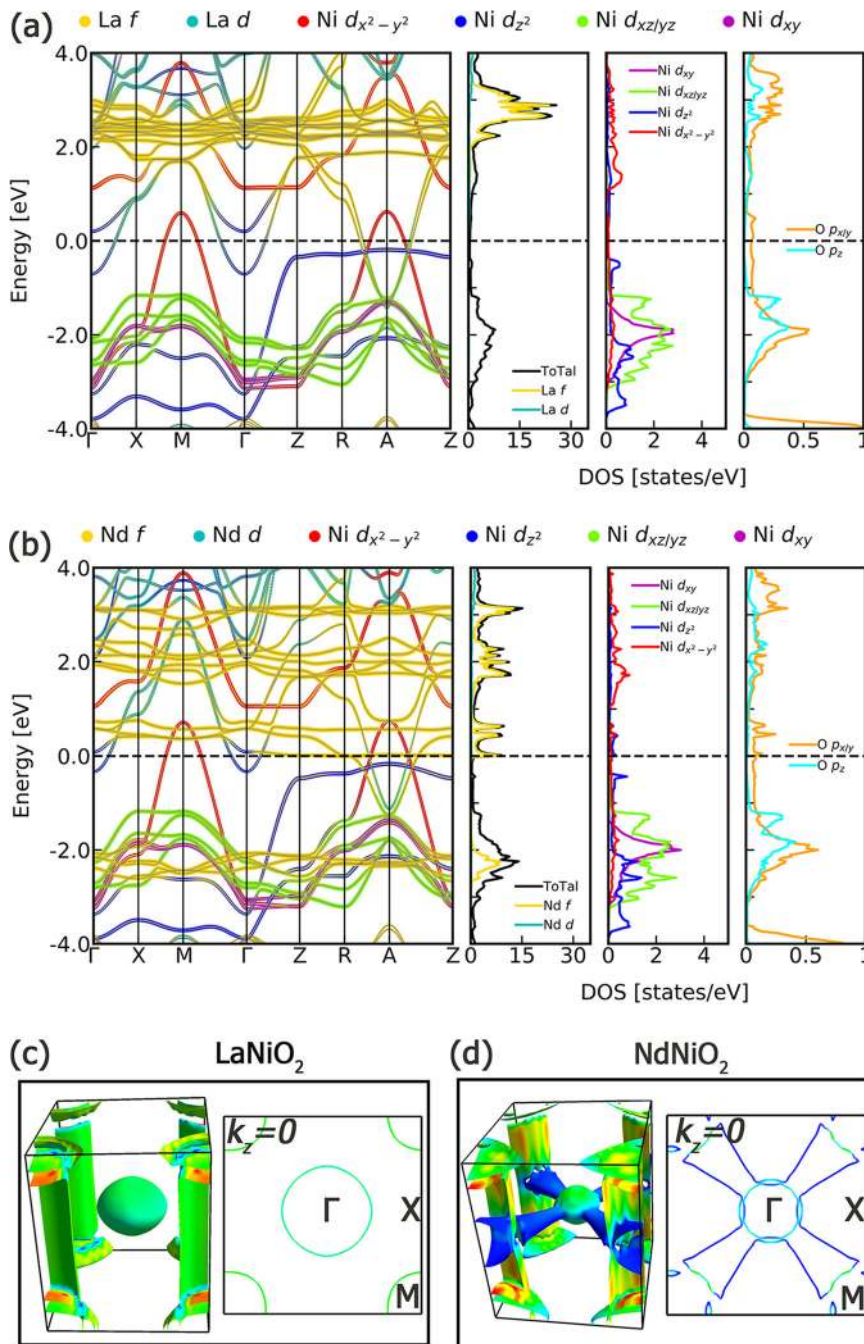 (a) La f La d Ni dx²−y² Ni dz² Ni dxz/yz Ni dxy
4.0
2.0
0.0
-2.0
-4.0
Energy [eV]
Γ X M Γ Z R A Z
ToTal
La f
La d
0 15 30
Ni dxy
Ni dxz/yz
Ni dz²
Ni dx²−y²
0 2 4
O px/y
O pz
0 0.5 1
DOS [states/eV]
(b) Nd f Nd d Ni dx²−y² Ni dz² Ni dxz/yz Ni dxy
4.0
2.0
0.0
-2.0
-4.0
Energy [eV]
Γ X M Γ Z R A Z
ToTal
Nd f
Nd d
0 15 30
Ni dxy
Ni dxz/yz
Ni dz²
Ni dx²−y²
0 2 4
O px/y
O pz
0 0.5 1
DOS [states/eV]
(c) LaNiO₂
kz=0
Γ X
M
(d) NdNiO₂
kz=0
Γ X
M